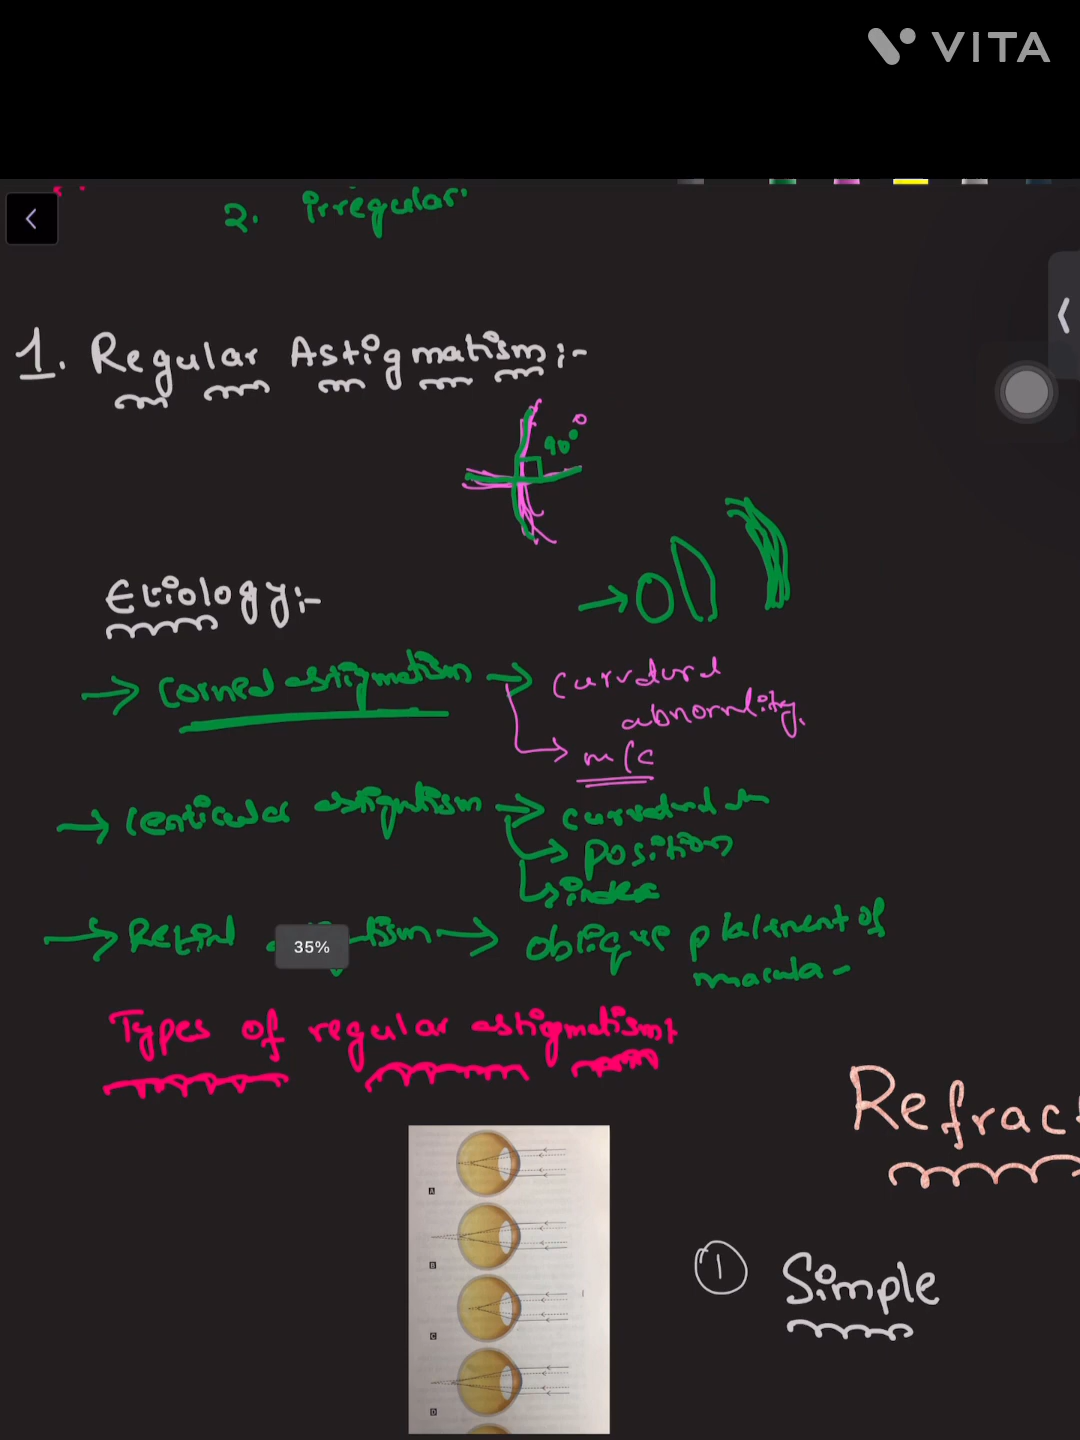 VITA
2. irregular
1. Regular Astigmatism :-
90°
Etiology:-
→ Corneal astigmatism → curvatural
abnormality.
→ m/c
→ Lenticular astigmatism → curvatural
→ position
→ index
→ Retinal → oblique placement of
macula -
35%
Types of regular astigmatism:
Refrac
A
B
① Simple
C
D